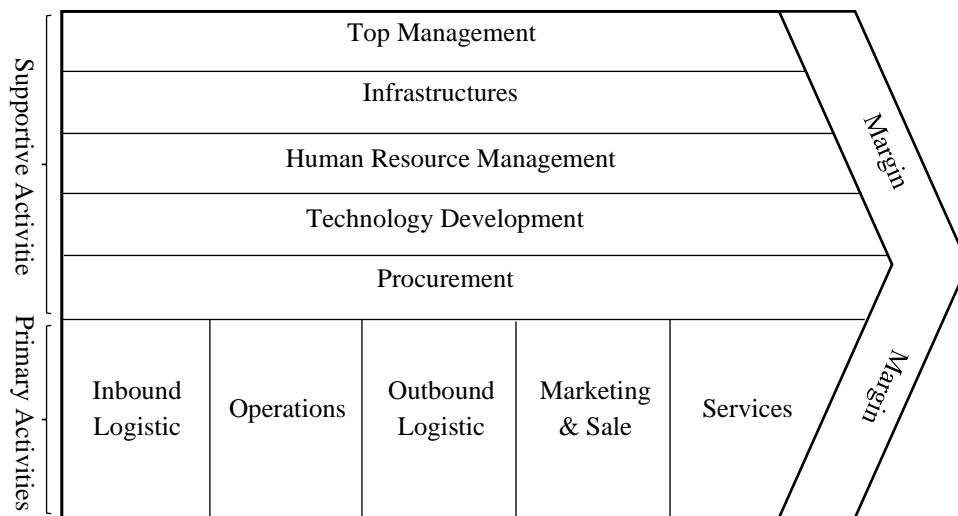 Supportive Activitie
Top Management
Infrastructures
Human Resource Management
Technology Development
Procurement
Margin
Primary Activities
Inbound
Logistic
Operations
Outbound
Logistic
Marketing
& Sale
Services
Margin